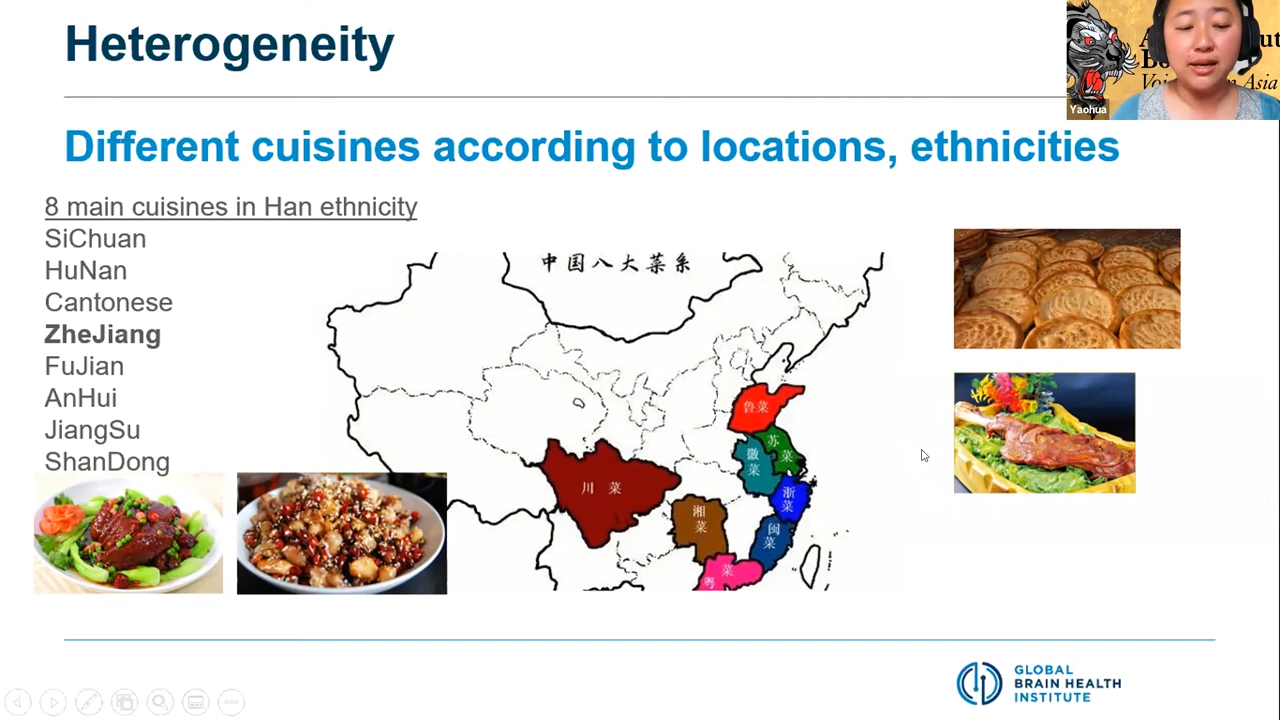 Heterogeneity
Yaohua
Asia
Different cuisines according to locations, ethnicities
8 main cuisines in Han ethnicity
SiChuan
HuNan
Cantonese
ZheJiang
FuJian
AnHui
JiangSu
ShanDong
中国八大菜系
鲁菜
苏菜
徽菜
川菜
浙菜
湘菜
闽菜
粤菜
GLOBAL
BRAIN HEALTH
INSTITUTE